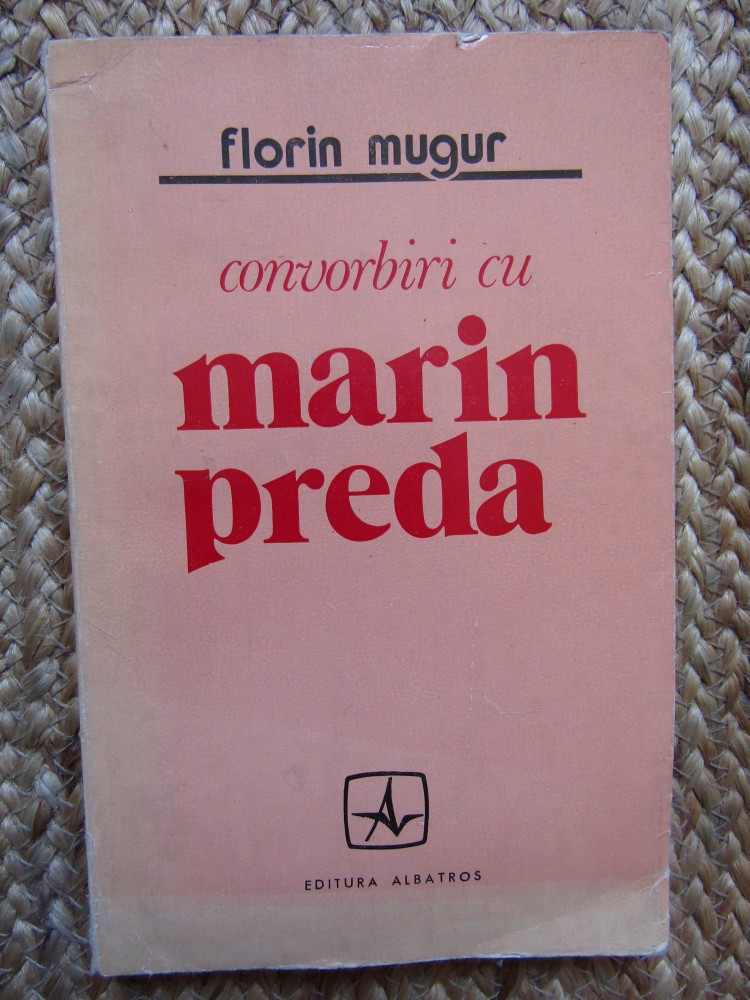 florin mugur
convorbiri cu
marin
preda
EDITURA ALBATROS